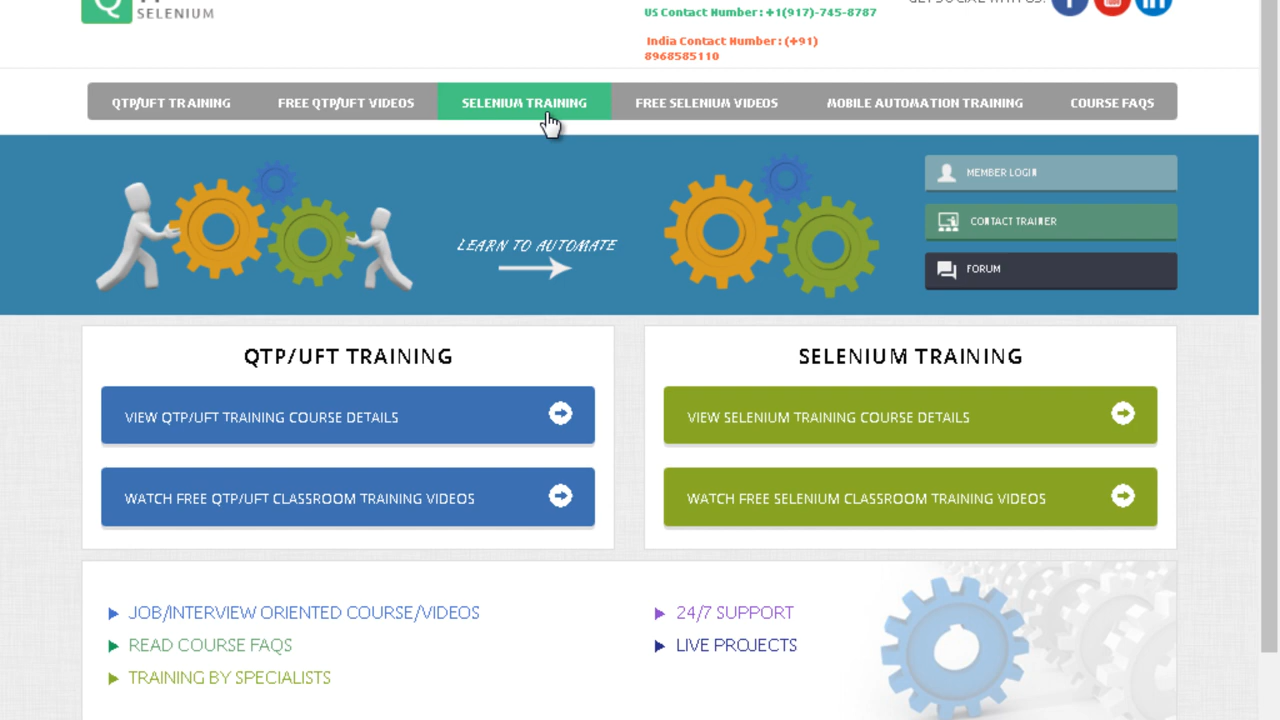 SELENIUM
US Contact Number : +1(917)-745-8787
India Contact Number : (+91)
8968585110
QTP/UFT TRAINING
FREE QTP/UFT VIDEOS
SELENIUM TRAINING
FREE SELENIUM VIDEOS
MOBILE AUTOMATION TRAINING
COURSE FAQS
MEMBER LOGIN
CONTACT TRAINER
FORUM
LEARN TO AUTOMATE
QTP/UFT TRAINING
VIEW QTP/UFT TRAINING COURSE DETAILS
WATCH FREE QTP/UFT CLASSROOM TRAINING VIDEOS
SELENIUM TRAINING
VIEW SELENIUM TRAINING COURSE DETAILS
WATCH FREE SELENIUM CLASSROOM TRAINING VIDEOS
JOB/INTERVIEW ORIENTED COURSE/VIDEOS
READ COURSE FAQS
TRAINING BY SPECIALISTS
24/7 SUPPORT
LIVE PROJECTS